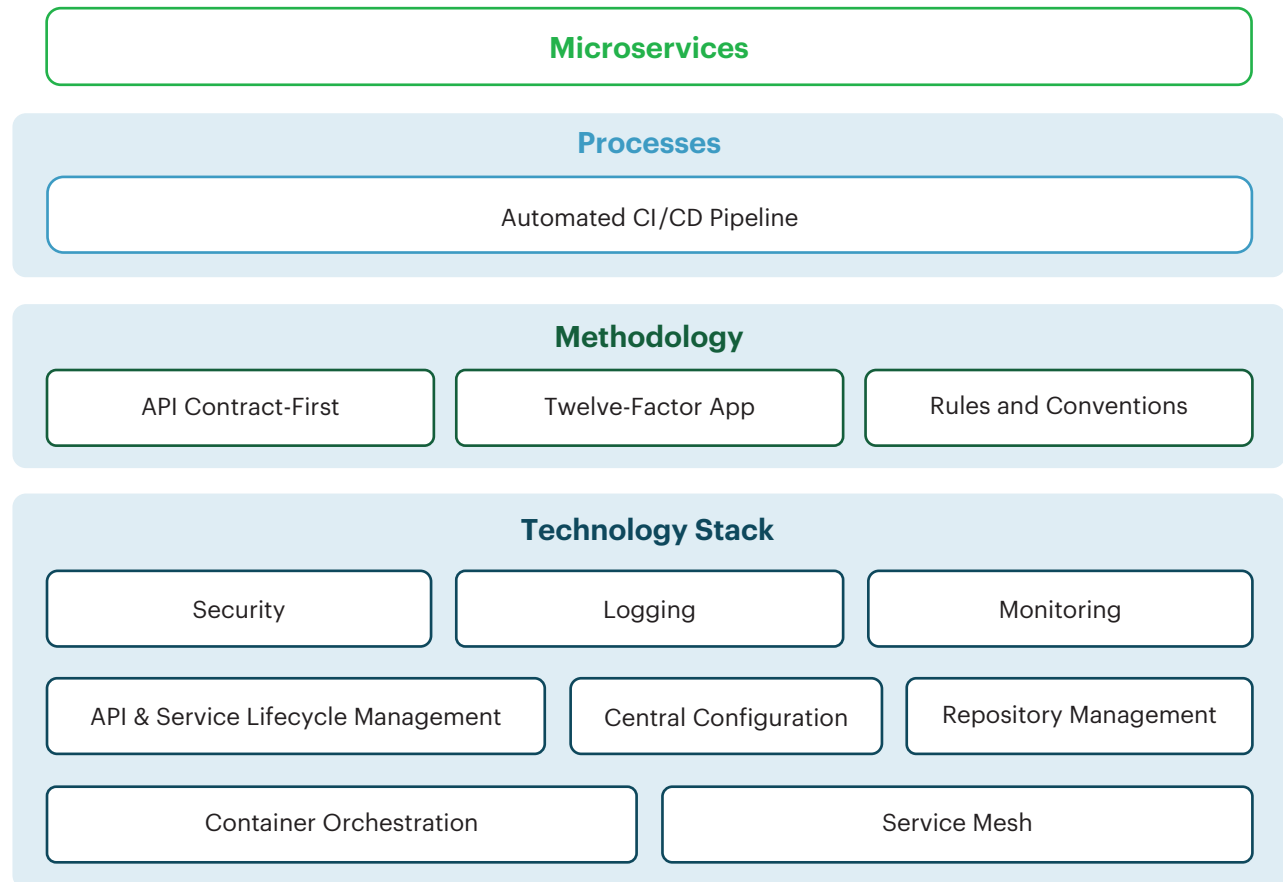 Microservices
Processes
Automated CI/CD Pipeline
Methodology
API Contract-First
Twelve-Factor App
Rules and Conventions
Technology Stack
Security
Logging
Monitoring
API & Service Lifecycle Management
Central Configuration
Repository Management
Container Orchestration
Service Mesh